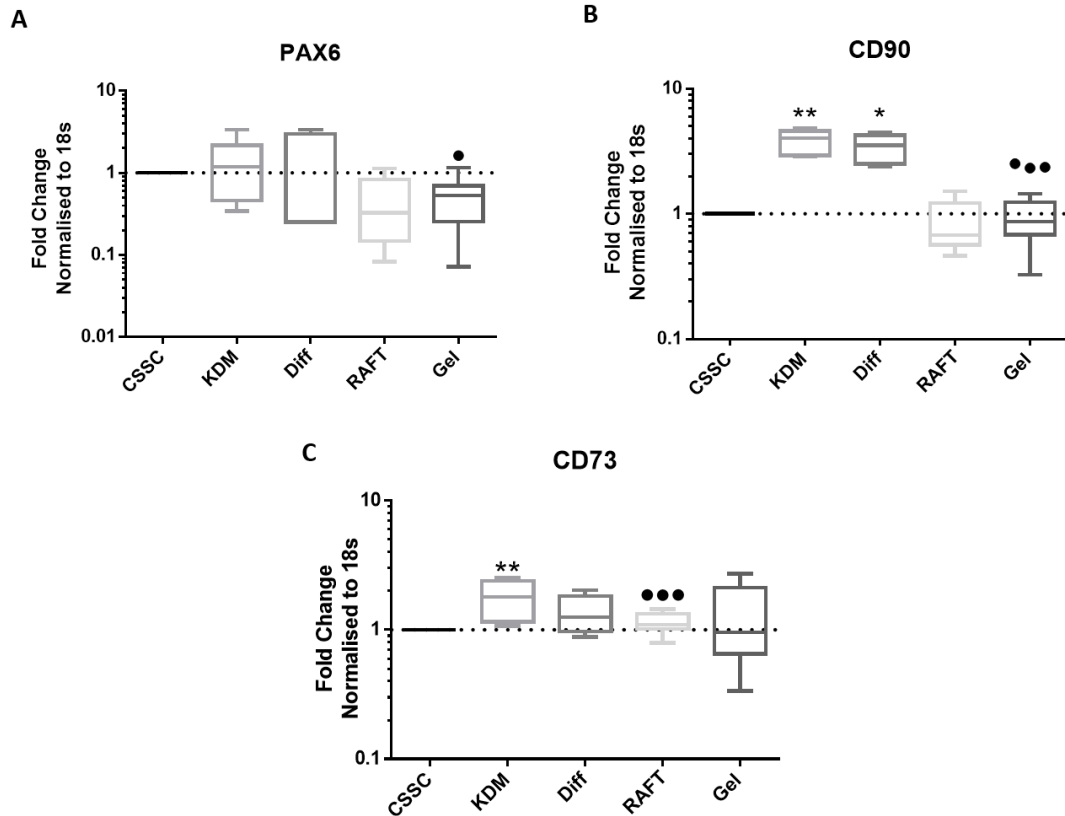 A
PAX6
Fold Change
Normalised to 18s
10
1
0.1
0.01
CSSC
KDM
Diff
RAFT
Gel
B
CD90
Fold Change
Normalised to 18s
10
1
0.1
**
*
CSSC
KDM
Diff
RAFT
Gel
C
CD73
Fold Change
Normalised to 18s
10
1
0.1
**
CSSC
KDM
Diff
RAFT
Gel